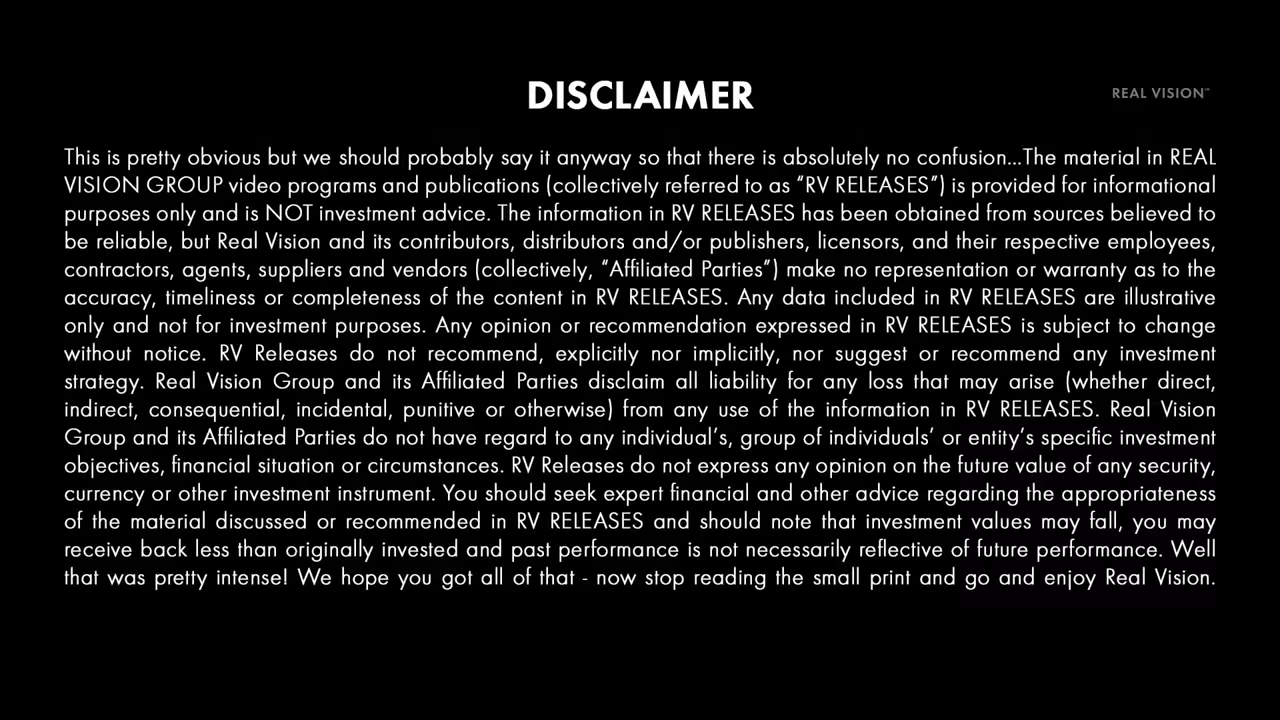 DISCLAIMER
REAL VISION™
This is pretty obvious but we should probably say it anyway so that there is absolutely no confusion...The material in REAL
VISION GROUP video programs and publications (collectively referred to as “RV RELEASES”) is provided for informational
purposes only and is NOT investment advice. The information in RV RELEASES has been obtained from sources believed to
be reliable, but Real Vision and its contributors, distributors and/or publishers, licensors, and their respective employees,
contractors, agents, suppliers and vendors (collectively, “Affiliated Parties”) make no representation or warranty as to the
accuracy, timeliness or completeness of the content in RV RELEASES. Any data included in RV RELEASES are illustrative
only and not for investment purposes. Any opinion or recommendation expressed in RV RELEASES is subject to change
without notice. RV Releases do not recommend, explicitly nor implicitly, nor suggest or recommend any investment
strategy. Real Vision Group and its Affiliated Parties disclaim all liability for any loss that may arise (whether direct,
indirect, consequential, incidental, punitive or otherwise) from any use of the information in RV RELEASES. Real Vision
Group and its Affiliated Parties do not have regard to any individual’s, group of individuals’ or entity’s specific investment
objectives, financial situation or circumstances. RV Releases do not express any opinion on the future value of any security,
currency or other investment instrument. You should seek expert financial and other advice regarding the appropriateness
of the material discussed or recommended in RV RELEASES and should note that investment values may fall, you may
receive back less than originally invested and past performance is not necessarily reflective of future performance. Well
that was pretty intense! We hope you got all of that - now stop reading the small print and go and enjoy Real Vision.